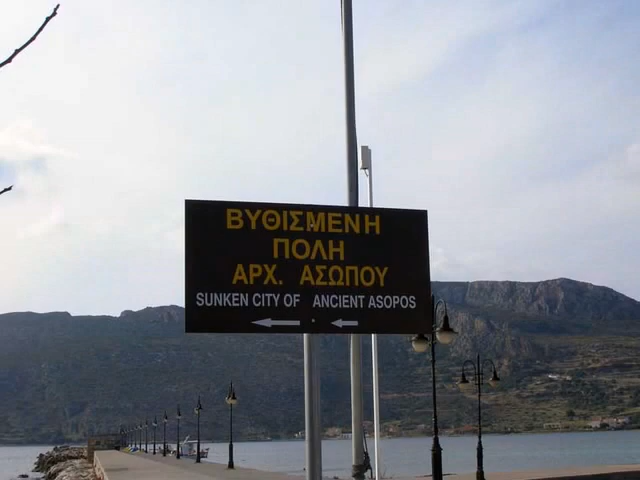 ΒΥΘΙΣΜΕΝΗ
ΠΟΛΗ
ΑΡΧ. ΑΣΩΠΟΥ
SUNKEN CITY OF ANCIENT ASOPOS